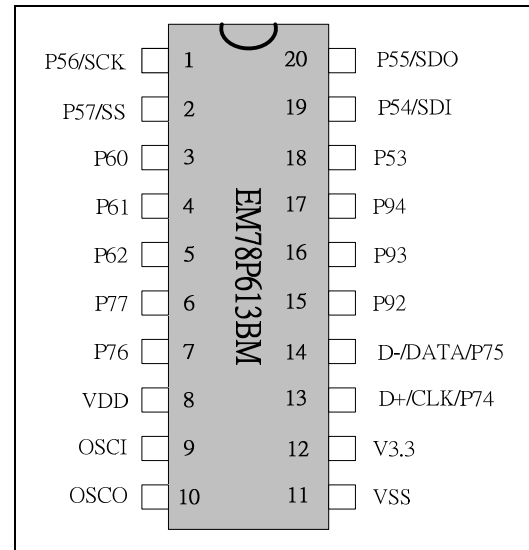 P56/SCK 1 20 P55/SDO
P57/SS 2 19 P54/SDI
P60 3 18 P53
P61 4 17 P94
P62 5 16 P93
P77 6 15 P92
P76 7 14 D-/DATA/P75
VDD 8 13 D+/CLK/P74
OSCI 9 12 V3.3
OSCO 10 11 VSS
EM78P613BM